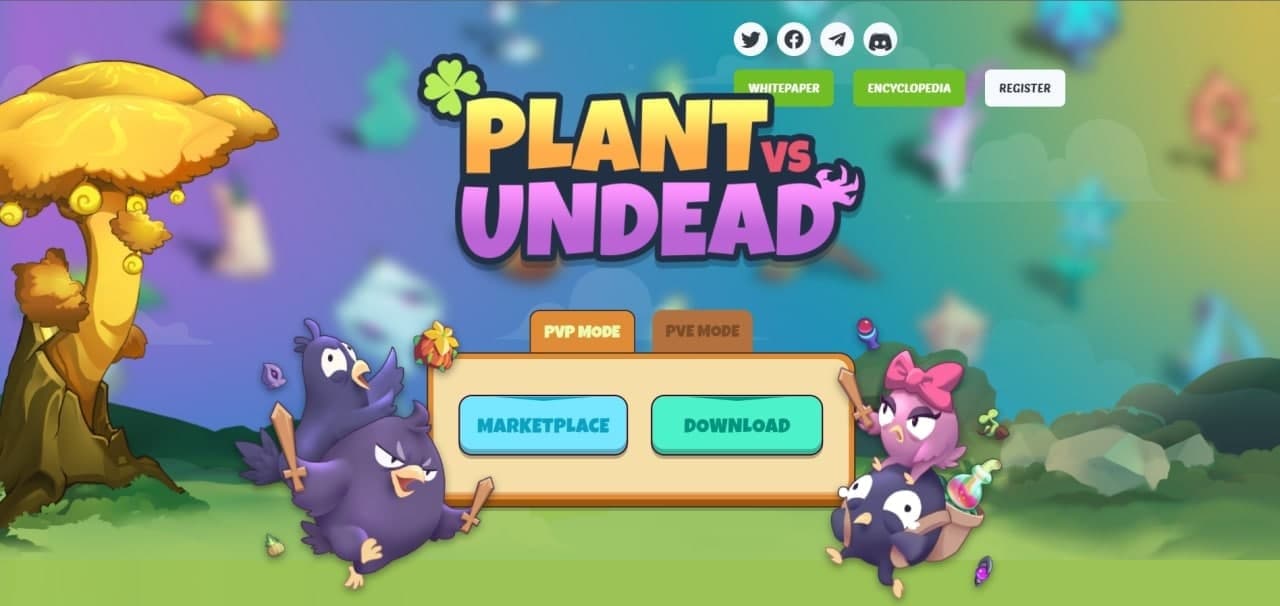 WHITEPAPER
ENCYCLOPEDIA
REGISTER
PLANT
VS
UNDEAD
PVP MODE
PVE MODE
MARKETPLACE
DOWNLOAD